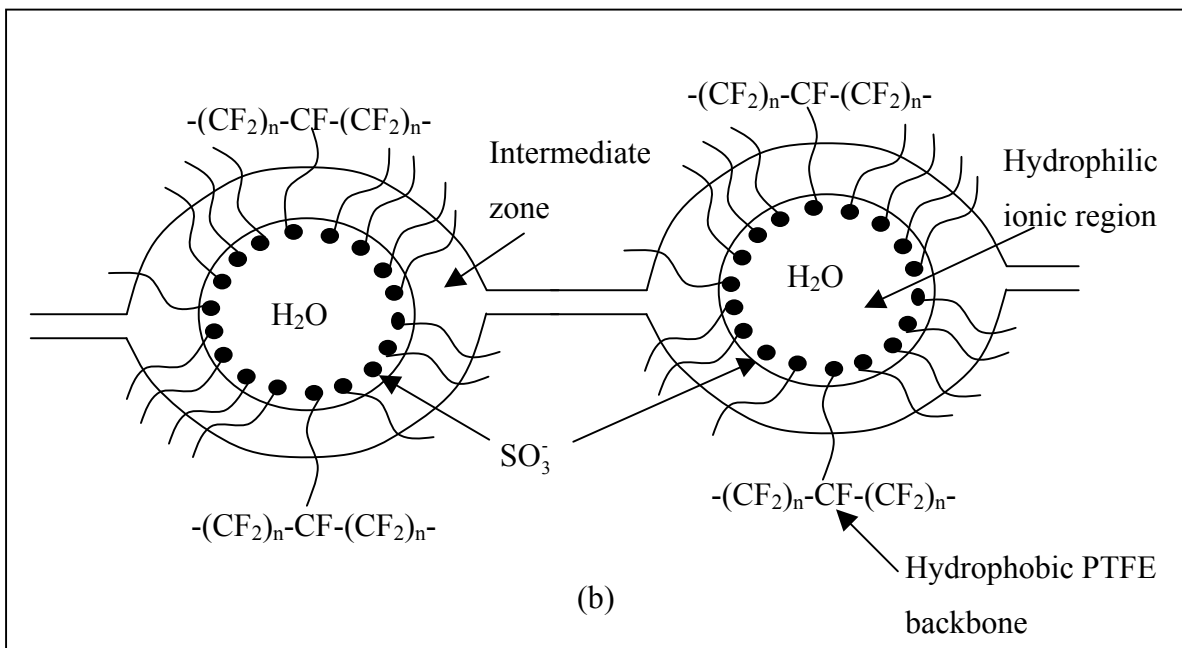 -(CF₂)ₙ-CF-(CF₂)ₙ-
-(CF₂)ₙ-CF-(CF₂)ₙ-
Intermediate
zone
Hydrophilic
ionic region
H₂O
H₂O
SO₃⁻
-(CF₂)ₙ-CF-(CF₂)ₙ-
-(CF₂)ₙ-CF-(CF₂)ₙ-
Hydrophobic PTFE
backbone
(b)